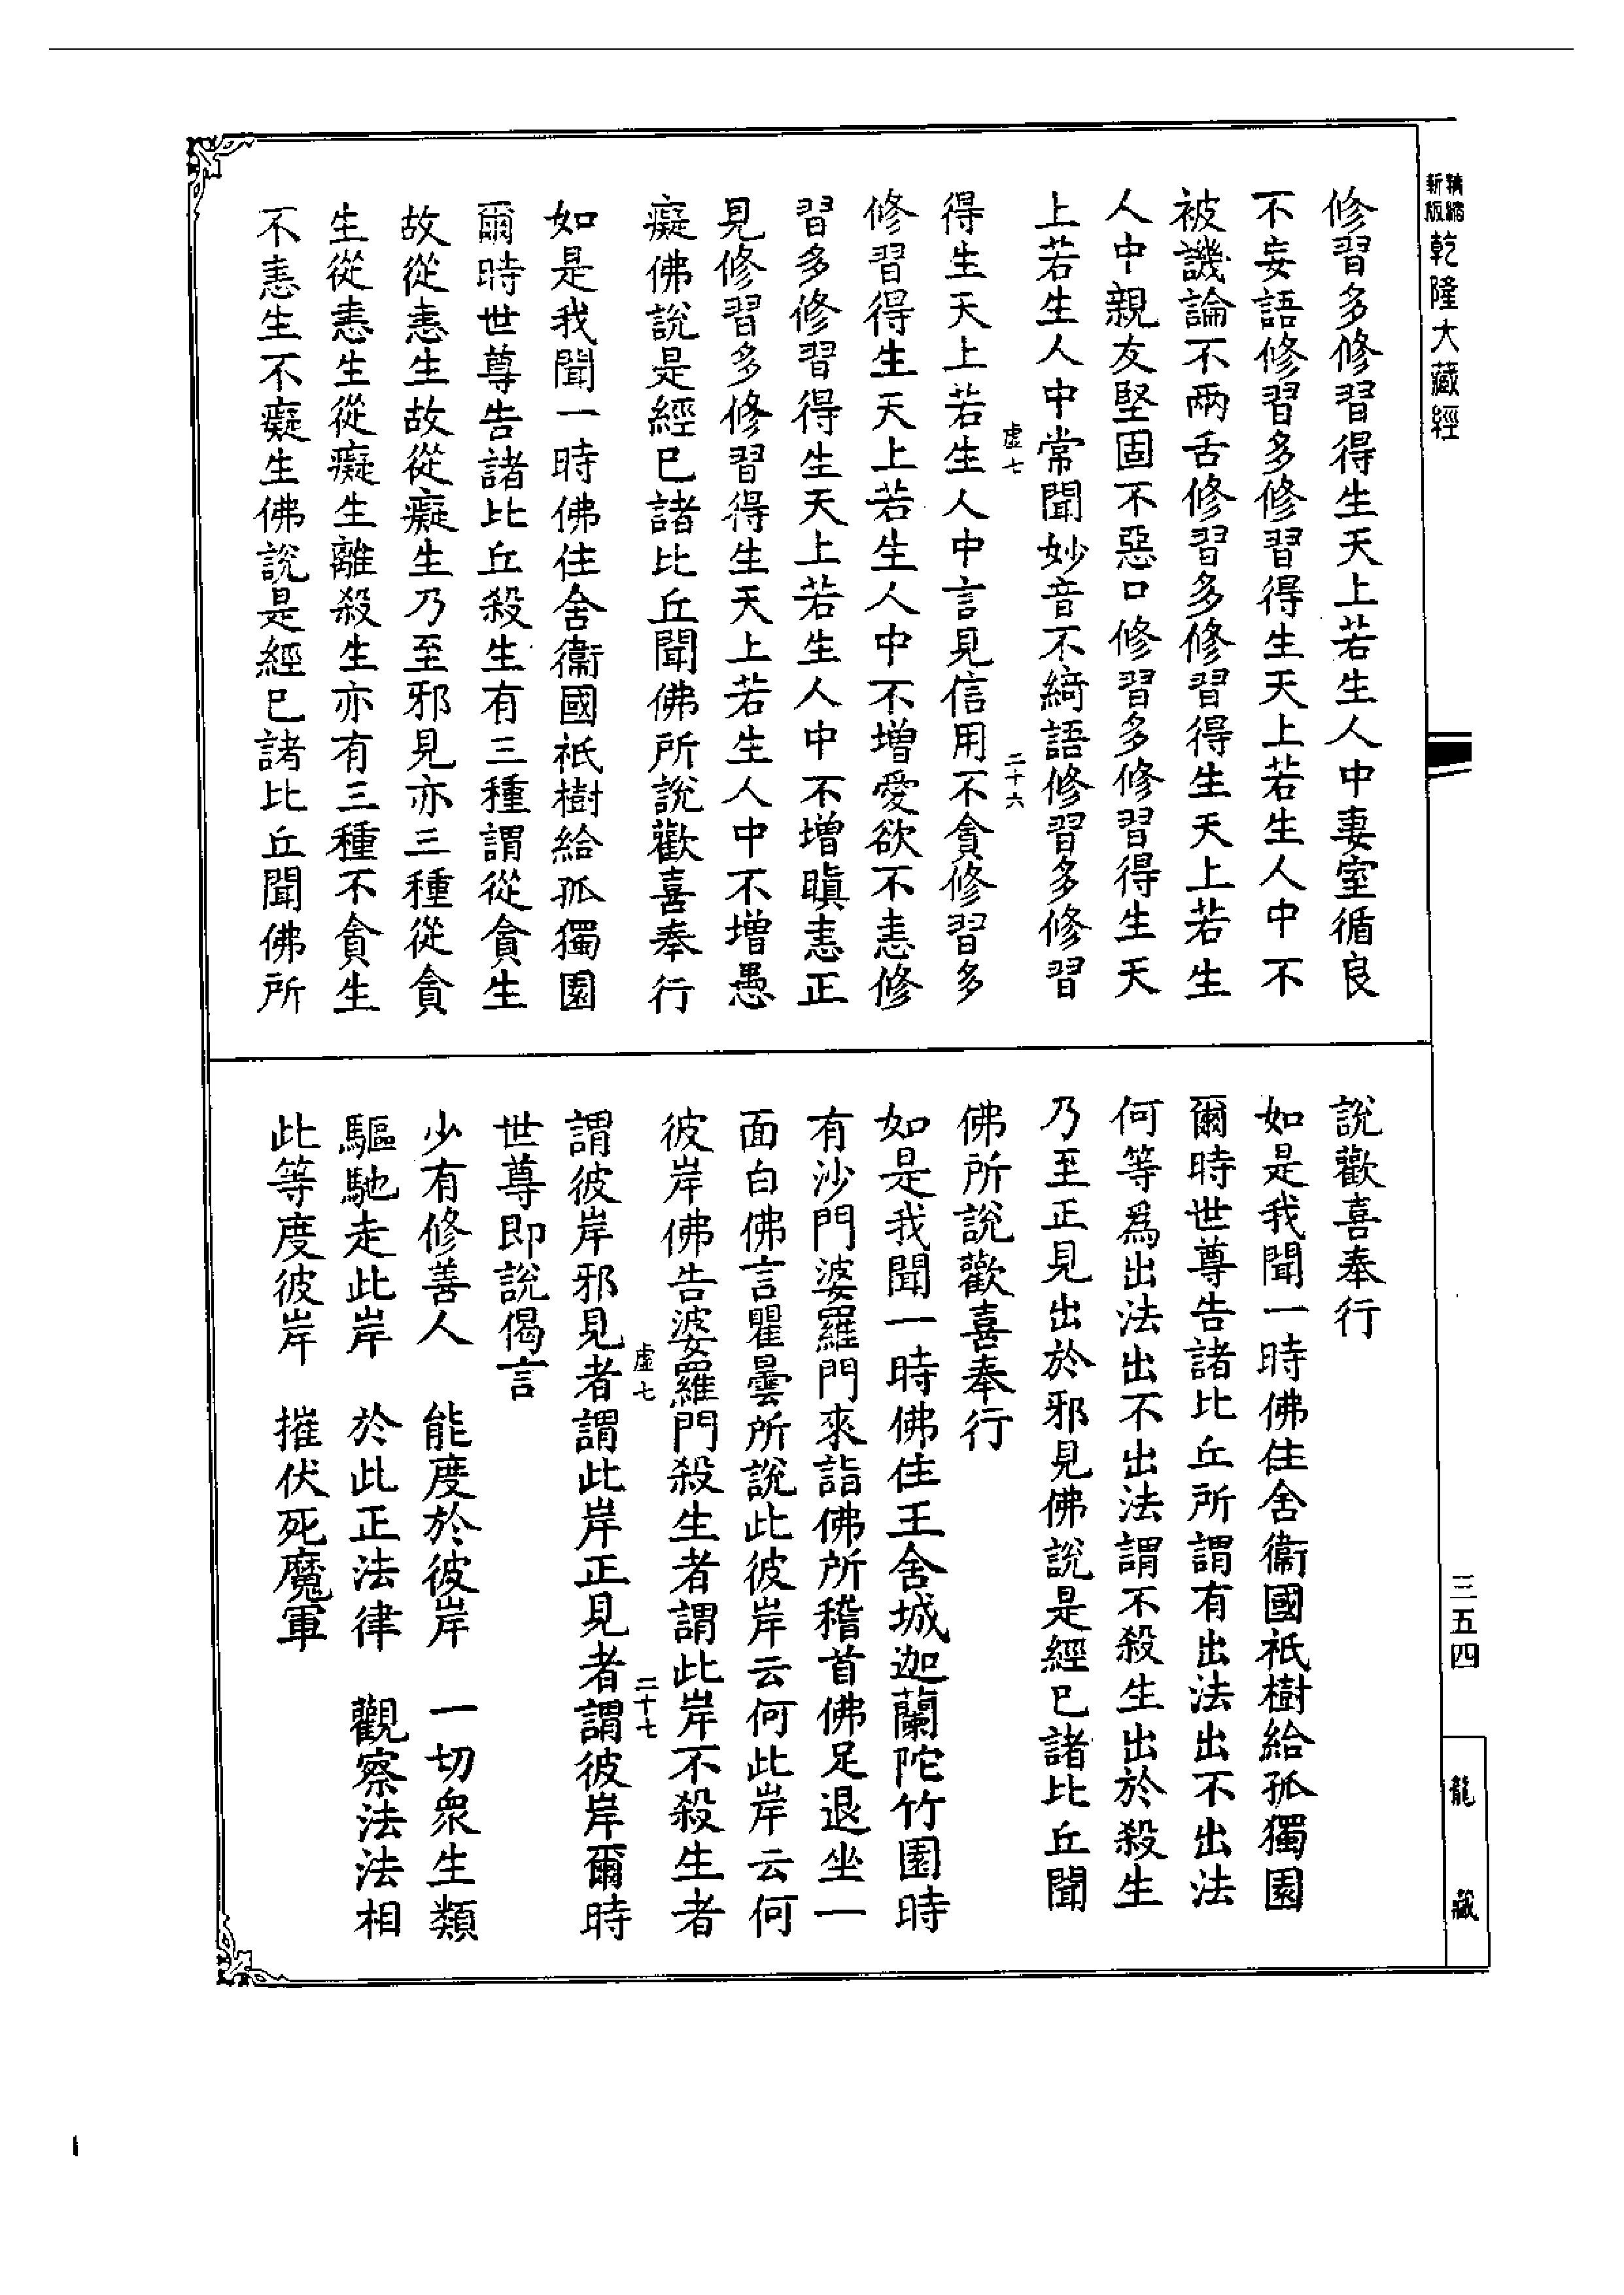 精縮新版乾隆大藏經
修習多修習得生天上若生人中妻室循良
不妄語修習多修習得生天上若生人中不
被譏論不兩舌修習多修習得生天上若生
人中親友堅固不惡口修習多修習得生天
上若生人中常聞妙音不綺語修習多修習
虛七 二十六
得生天上若生人中言見信用不貪修習多
修習得生天上若生人中不增愛欲不恚修
習多修習得生天上若生人中不增瞋恚正
見修習多修習得生天上若生人中不增愚
癡佛說是經已諸比丘聞佛所說歡喜奉行
如是我聞一時佛住舍衞國祇樹給孤獨園
爾時世尊告諸比丘殺生有三種謂從貪生
故從恚生故從癡生乃至邪見亦三種從貪
生從恚生從癡生離殺生亦有三種不貪生
不恚生不癡生佛說是經已諸比丘聞佛所
說歡喜奉行
如是我聞一時佛住舍衞國祇樹給孤獨園
爾時世尊告諸比丘所謂有出法出不出法
何等爲出法出不出法謂不殺生出於殺生
乃至正見出於邪見佛說是經已諸比丘聞
佛所說歡喜奉行
如是我聞一時佛住王舍城迦蘭陀竹園時
有沙門婆羅門來詣佛所稽首佛足退坐一
面白佛言瞿曇所說此彼岸云何此岸云何
彼岸佛告婆羅門殺生者謂此岸不殺生者
虛七 二十七
謂彼岸邪見者謂此岸正見者謂彼岸爾時
世尊即說偈言
少有修善人 能度於彼岸 一切衆生類
驅馳走此岸 於此正法律 觀察法法相
此等度彼岸 摧伏死魔軍
三五四
龍藏